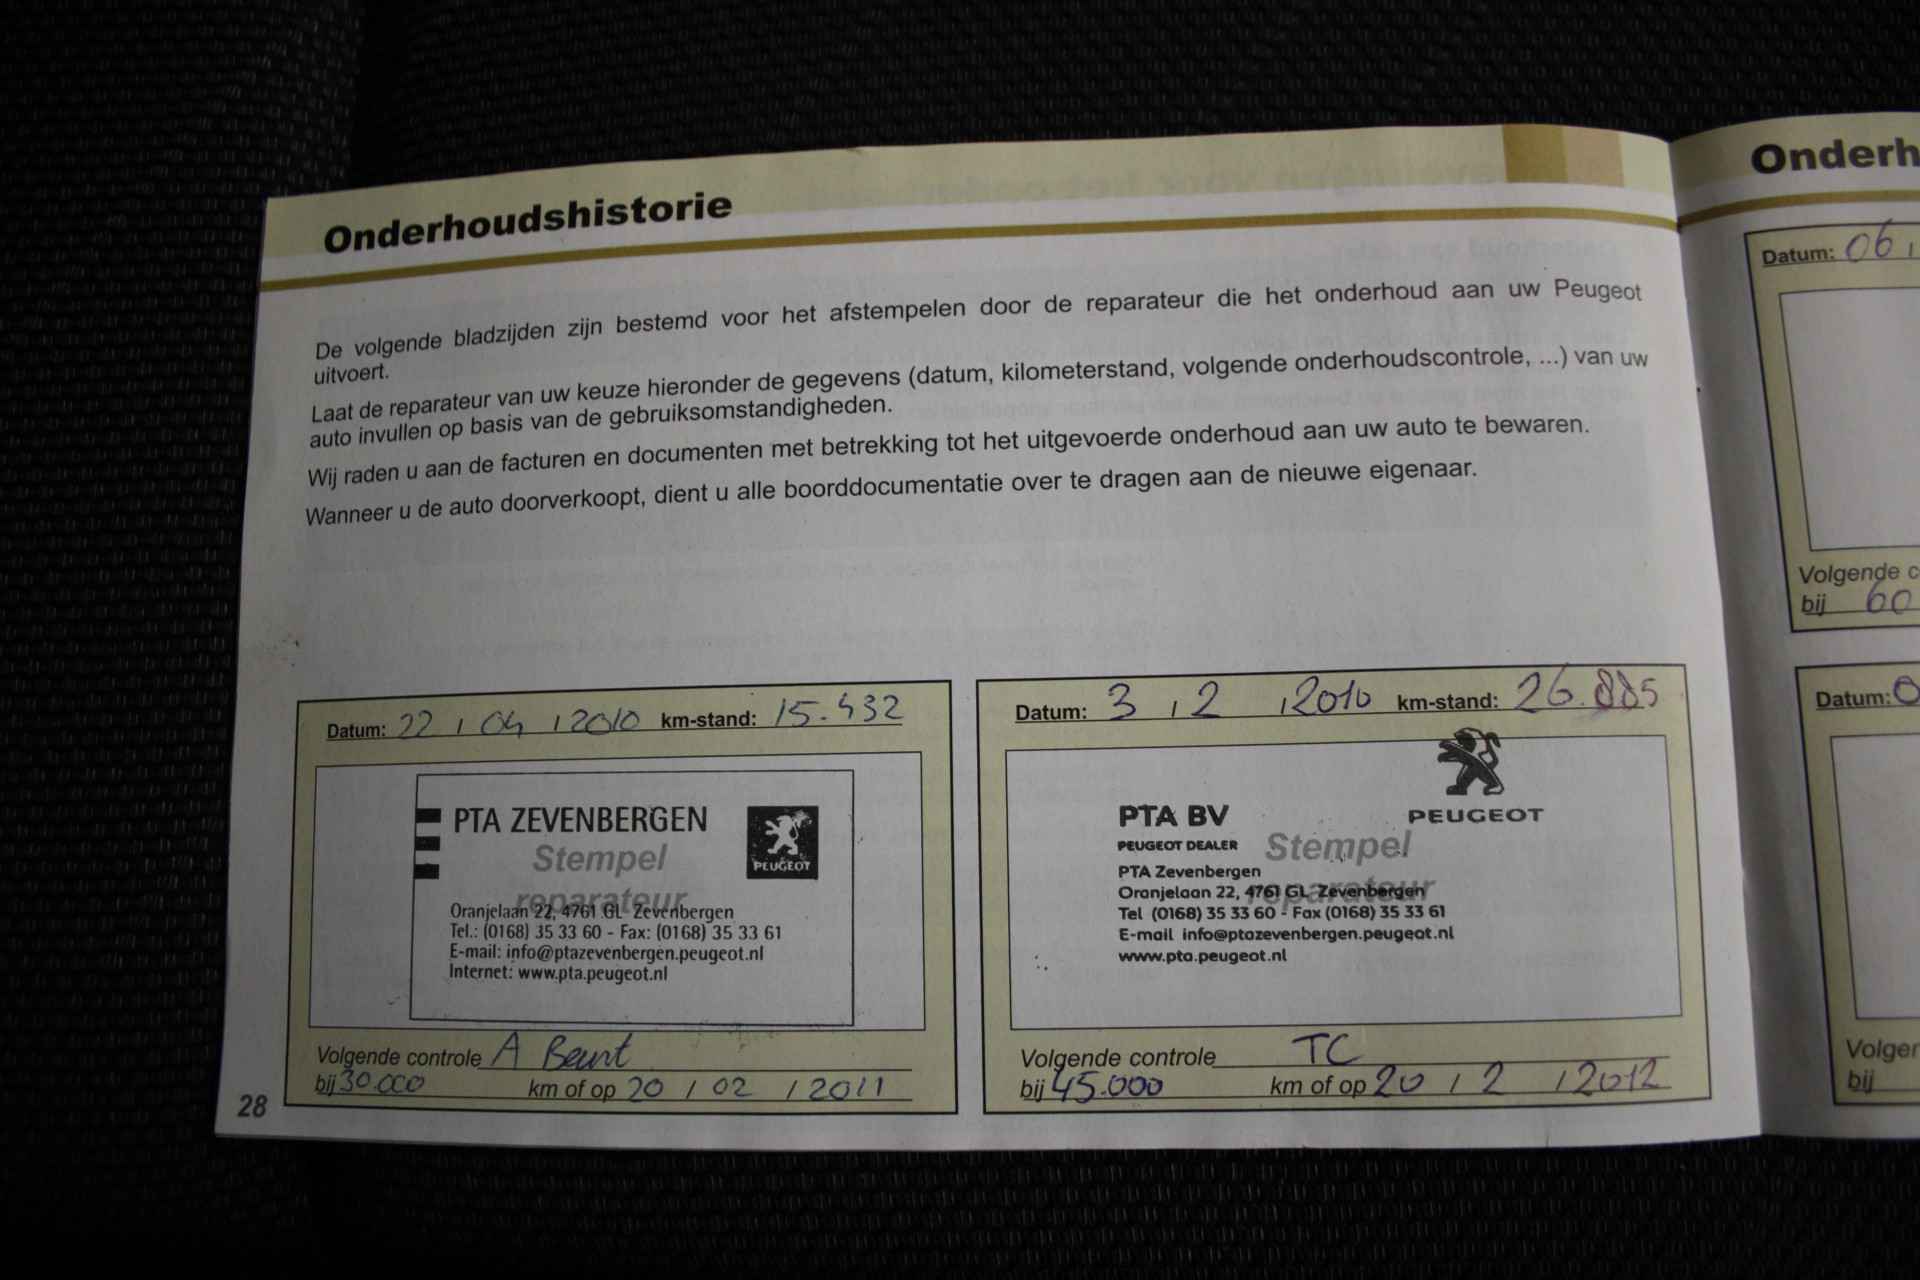 Onderhoudshistorie
De volgende bladzijden zijn bestemd voor het afstempelen door de reparateur die het onderhoud aan uw Peugeot
uitvoert.
Laat de reparateur van uw keuze hieronder de gegevens (datum, kilometerstand, volgende onderhoudscontrole, ...) van uw
auto invullen op basis van de gebruiksomstandigheden.
Wij raden u aan de facturen en documenten met betrekking tot het uitgevoerde onderhoud aan uw auto te bewaren.
Wanneer u de auto doorverkoopt, dient u alle boorddocumentatie over te dragen aan de nieuwe eigenaar.
Datum: 22 / 04 / 2010 km-stand: 15.432
PTA ZEVENBERGEN
PEUGEOT
Stempel
reparateur
Oranjelaan 22, 4761 GL Zevenbergen
Tel.: (0168) 35 33 60 - Fax: (0168) 35 33 61
E-mail: info@ptazevenbergen.peugeot.nl
Internet: www.pta.peugeot.nl
Volgende controle A Beurt
bij 30.000 km of op 20 / 02 / 2011
28
Datum: 3 / 2 / 2010 km-stand: 26.885
PEUGEOT
PTA BV
PEUGEOT DEALER
Stempel
reparateur
PTA Zevenbergen
Oranjelaan 22, 4761 GL Zevenbergen
Tel (0168) 35 33 60 - Fax (0168) 35 33 61
E-mail info@ptazevenbergen.peugeot.nl
www.pta.peugeot.nl
Volgende controle TC
bij 45.000 km of op 20 / 2 / 2012
Onderh
Datum: 06 /
Volgende c
bij 60
Datum: 0
Volgen
bij